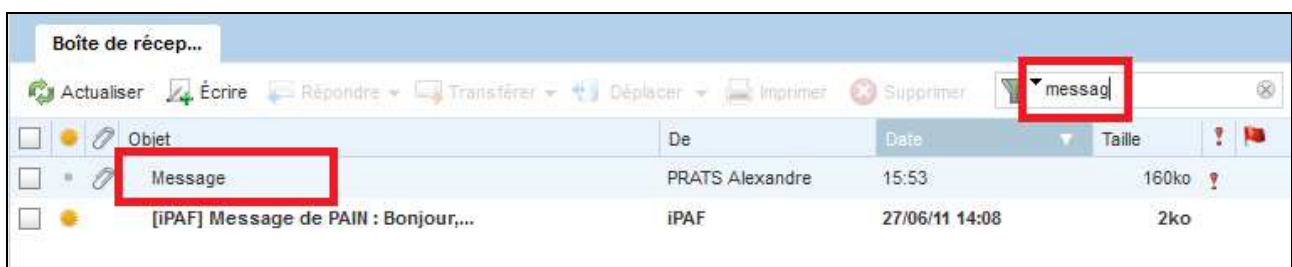 Boîte de récep...
Actualiser Écrire Répondre Transférer Déplacer Imprimer Supprimer messag
Objet De Date Taille
Message PRATS Alexandre 15:53 160ko
[iPAF] Message de PAIN : Bonjour,... iPAF 27/06/11 14:08 2ko